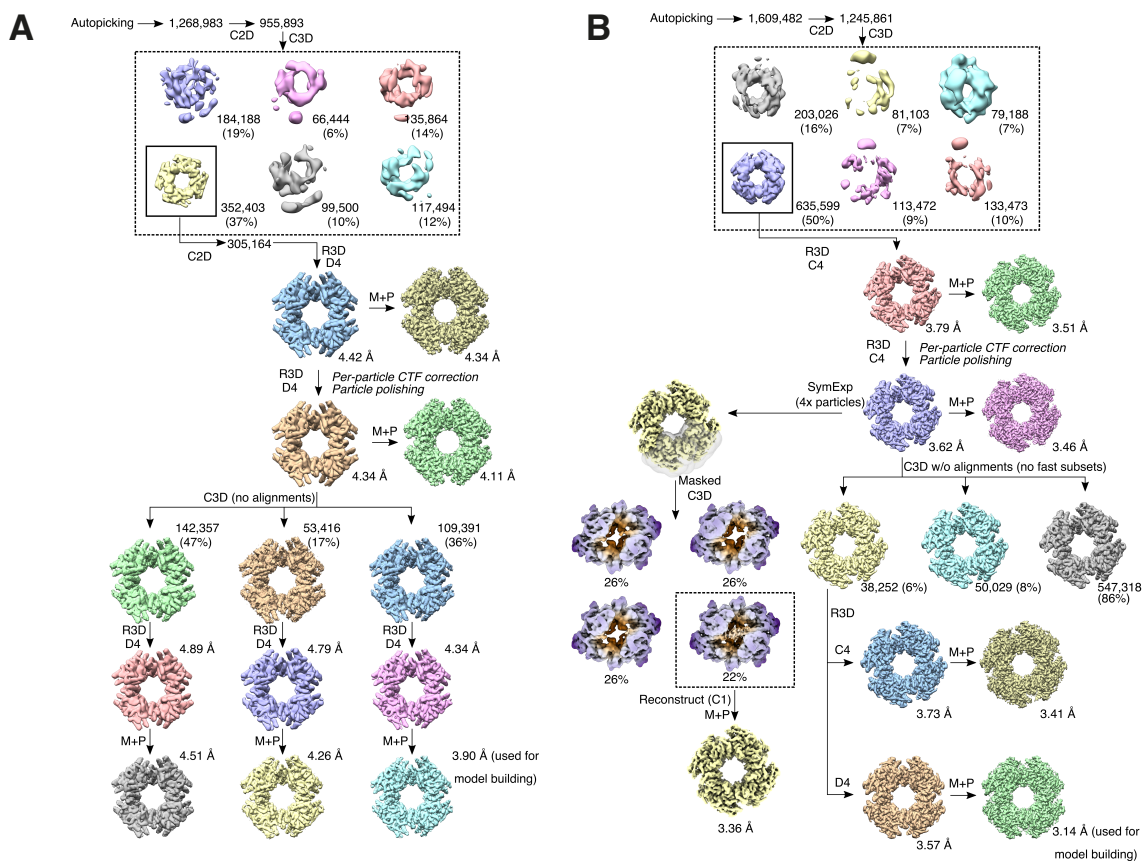 A
Autopicking
1,268,983
955,893
C2D
C3D
184,188
(19%)
66,444
(6%)
135,864
(14%)
352,403
(37%)
99,500
(10%)
117,494
(12%)
C2D
305,164
R3D
D4
M+P
4.42 Å
4.34 Å
R3D
D4
Per-particle CTF correction
Particle polishing
M+P
4.34 Å
4.11 Å
C3D (no alignments)
142,357
(47%)
53,416
(17%)
109,391
(36%)
R3D
D4
4.89 Å
R3D
D4
4.79 Å
R3D
D4
4.34 Å
M+P
4.51 Å
M+P
4.26 Å
M+P
3.90 Å (used for
model building)
B
Autopicking
1,609,482
1,245,861
C2D
C3D
203,026
(16%)
81,103
(7%)
79,188
(7%)
635,599
(50%)
113,472
(9%)
133,473
(10%)
R3D
C4
M+P
3.79 Å
3.51 Å
R3D
C4
Per-particle CTF correction
Particle polishing
SymExp
(4x particles)
M+P
3.62 Å
3.46 Å
C3D w/o alignments (no fast subsets)
Masked
C3D
26%
26%
26%
22%
Reconstruct (C1)
M+P
3.36 Å
38,252 (6%)
50,029 (8%)
547,318
(86%)
R3D
C4
M+P
3.73 Å
3.41 Å
D4
M+P
3.57 Å
3.14 Å (used for
model building)